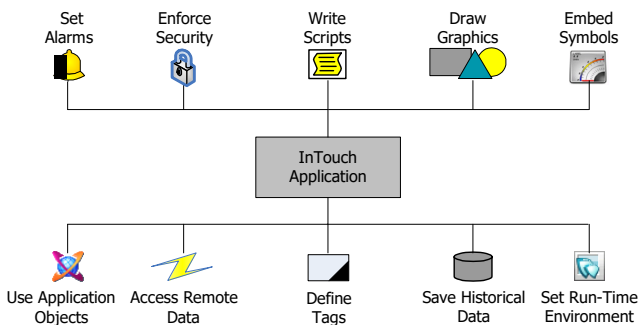 Set
Alarms
Enforce
Security
Write
Scripts
Draw
Graphics
Embed
Symbols
InTouch
Application
Use Application
Objects
Access Remote
Data
Define
Tags
Save Historical
Data
Set Run-Time
Environment